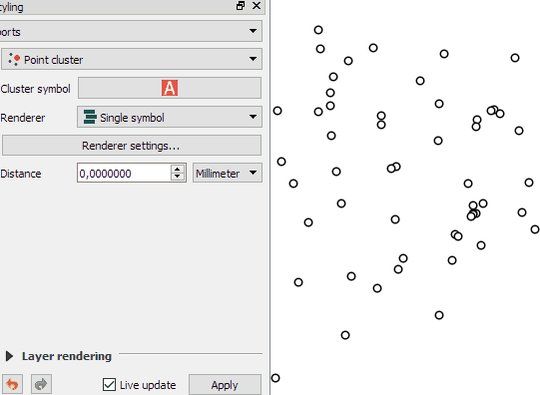 yling
ports
Point cluster
Cluster symbol A
Renderer Single symbol
Renderer settings...
Distance 0,0000000 Millimeter
Layer rendering
Live update Apply